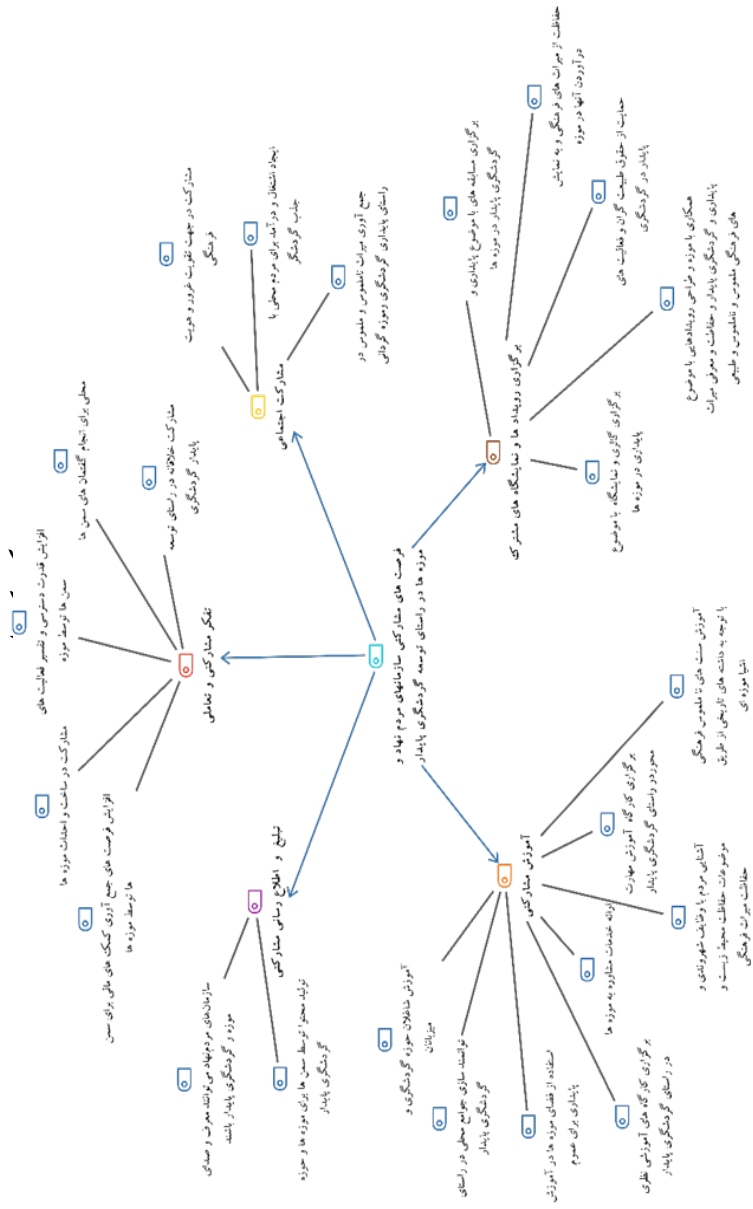 فرصت های مشارکتی سازمانهای مردم نهاد و
موزه ها در راستای توسعه گردشگری پایدار
تفکر مشارکتی و تعاملی
افزایش فرصت های جمع آوری کمک های مالی برای سمن
ها توسط موزه ها
مشارکت در ساخت و احداث موزه ها
افزایش قدرت دسترسی و تفسیر فعالیت های
سمن ها توسط موزه
محلی برای انجام گفتمان های سمن ها
مشارکت خلاقانه در راستای توسعه
پایدار گردشگری
مشارکت اجتماعی
مشارکت در جهت تقویت غرور و هویت
فرهنگی
ایجاد اشتغال و درآمد برای مردم محلی با
جذب گردشگر
جمع آوری میراث ناملموس و ملموس در
راستای پایداری گردشگری وموزه گردانی
برگزاری رویداد ها و نمایشگاه های مشترک
برگزاری مسابقه های با موضوع پایداری و
گردشگری پایدار در موزه ها
حفاظت از میراث های فرهنگی و به نمایش
درآوردن آنها در موزه
حمایت از حقوق طبیعت گران و فعالیت های
پایدار در گردشگری
همکاری با موزه و طراحی رویدادهایی با موضوع
پایداری و گردشگری پایدار و حفاظت و معرفی میراث
های فرهنگی ملموس و ناملموس و طبیعی
برگزاری گالری و نمایشگاه با موضوع
پایداری در موزه ها
تبلیغ و اطلاع رسانی مشارکتی
سازمان‌های مردم‌نهاد می توانند معرف و صدای
موزه و گردشگری پایدار باشند
تولید محتوا توسط سمن ها برای موزه ها و حوزه
گردشگری پایدار
آموزش مشارکتی
آموزش شاغلان حوزه گردشگری و
میزبانان
توانمند سازی جوامع محلی در راستای
گردشگری پایدار
استفاده از فضای موزه ها در آموزش
پایداری برای عموم
برگزاری کارگاه های آموزشی نظری
در راستای گردشگری پایدار
ارائه خدمات مشاوره به موزه ها
آشنایی مردم با وظایف شهروندی و
موضوعات حفاظت محیط زیست و
حفاظت میراث فرهنگی
برگزاری کارگاه آموزش مهارت
محوردر راستای گردشگری پایدار
آموزش سنت های نا ملموس فرهنگی
با توجه به داشته های تاریخی از طریق
اشیا موزه ای